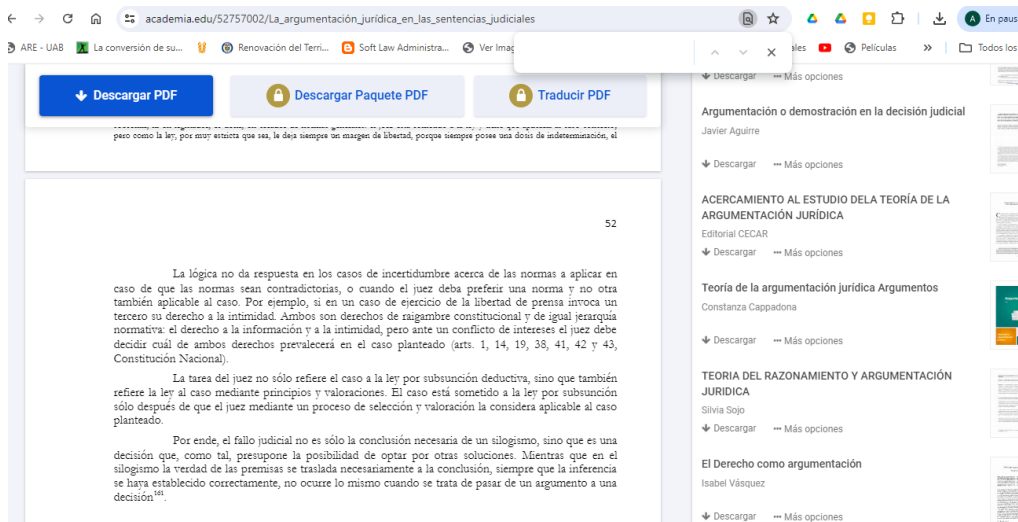 academia.edu/52757002/La_argumentación_jurídica_en_las_sentencias_judiciales
A
En paus
ARE - UAB
La conversión de su...
Renovación del Terri...
Soft Law Administra...
Ver Imag
ales
Películas
»
Todos los
Descargar PDF
Descargar Paquete PDF
Traducir PDF
pero como la ley, por muy estricta que sea, le deja siempre un margen de libertad, porque siempre posee una dosis de indeterminación, el
52
La lógica no da respuesta en los casos de incertidumbre acerca de las normas a aplicar en
caso de que las normas sean contradictorias, o cuando el juez deba preferir una norma y no otra
también aplicable al caso. Por ejemplo, si en un caso de ejercicio de la libertad de prensa invoca un
tercero su derecho a la intimidad. Ambos son derechos de raigambre constitucional y de igual jerarquía
normativa: el derecho a la información y a la intimidad, pero ante un conflicto de intereses el juez debe
decidir cuál de ambos derechos prevalecerá en el caso planteado (arts. 1, 14, 19, 38, 41, 42 y 43,
Constitución Nacional).
La tarea del juez no sólo refiere el caso a la ley por subsunción deductiva, sino que también
refiere la ley al caso mediante principios y valoraciones. El caso está sometido a la ley por subsunción
sólo después de que el juez mediante un proceso de selección y valoración la considera aplicable al caso
planteado.
Por ende, el fallo judicial no es sólo la conclusión necesaria de un silogismo, sino que es una
decisión que, como tal, presupone la posibilidad de optar por otras soluciones. Mientras que en el
silogismo la verdad de las premisas se traslada necesariamente a la conclusión, siempre que la inferencia
se haya establecido correctamente, no ocurre lo mismo cuando se trata de pasar de un argumento a una
decisión161.
Descargar ••• Más opciones
Argumentación o demostración en la decisión judicial
Javier Aguirre
Descargar ••• Más opciones
ACERCAMIENTO AL ESTUDIO DELA TEORÍA DE LA
ARGUMENTACIÓN JURÍDICA
Editorial CECAR
Descargar ••• Más opciones
Teoría de la argumentación jurídica Argumentos
Constanza Cappadona
Descargar ••• Más opciones
TEORIA DEL RAZONAMIENTO Y ARGUMENTACIÓN
JURIDICA
Silvia Sojo
Descargar ••• Más opciones
El Derecho como argumentación
Isabel Vásquez
Descargar ••• Más opciones